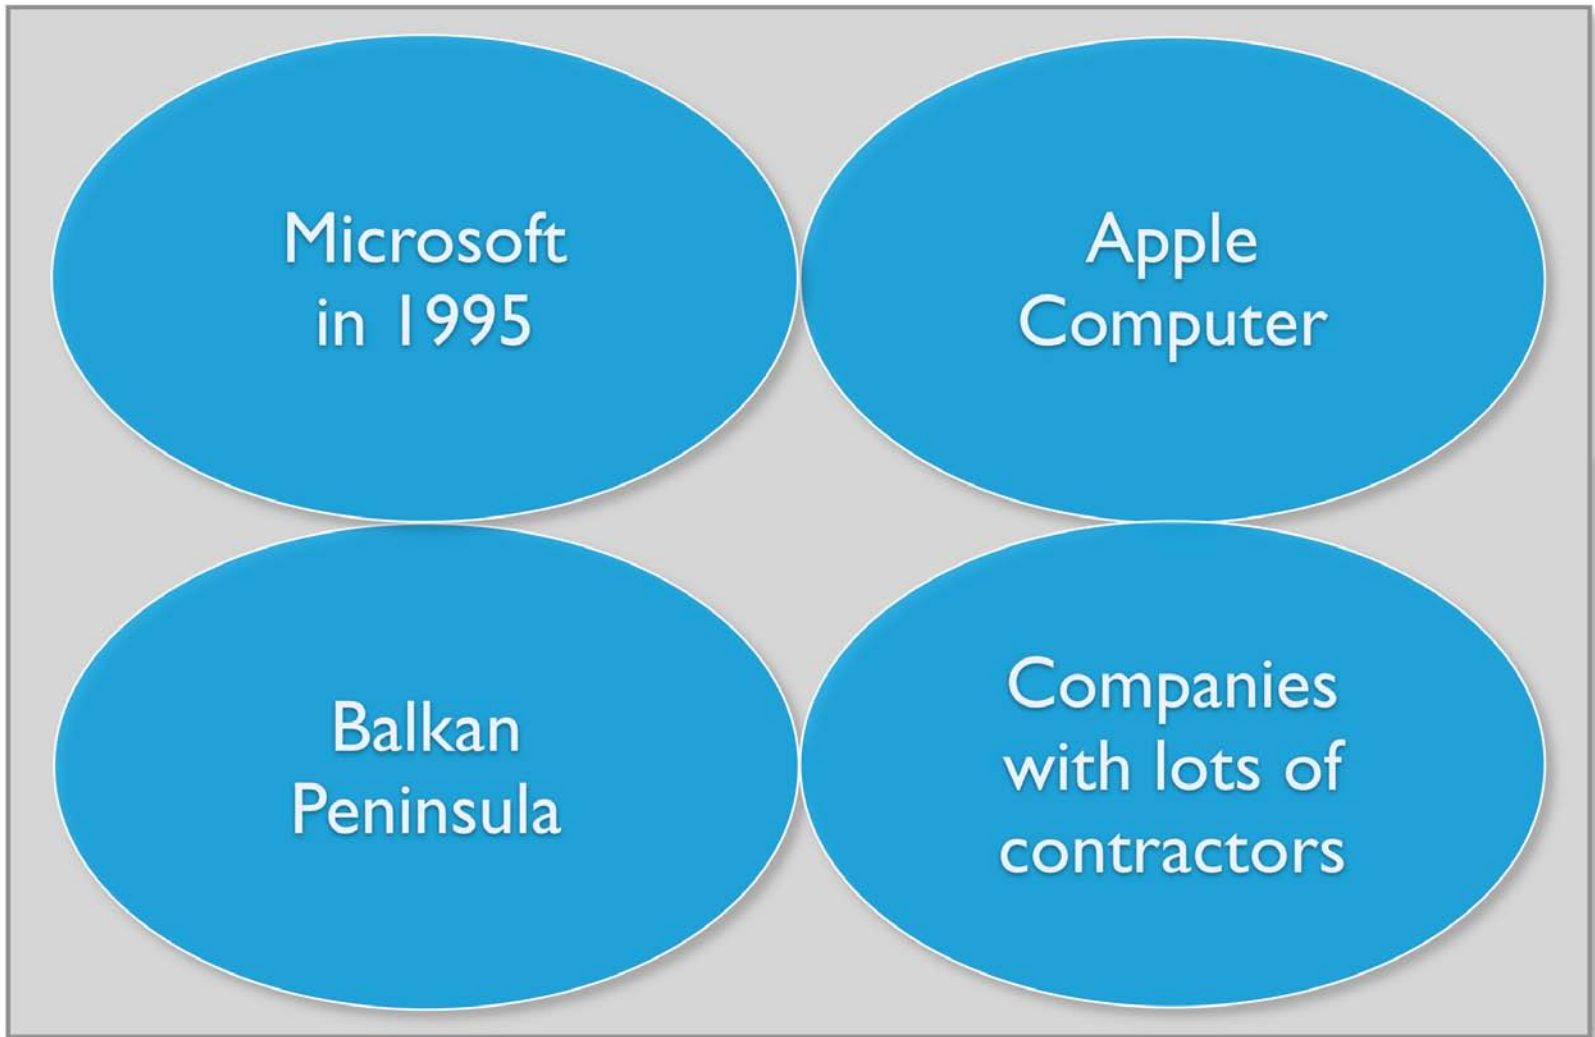 Microsoft
in 1995
Apple
Computer
Balkan
Peninsula
Companies
with lots of
contractors